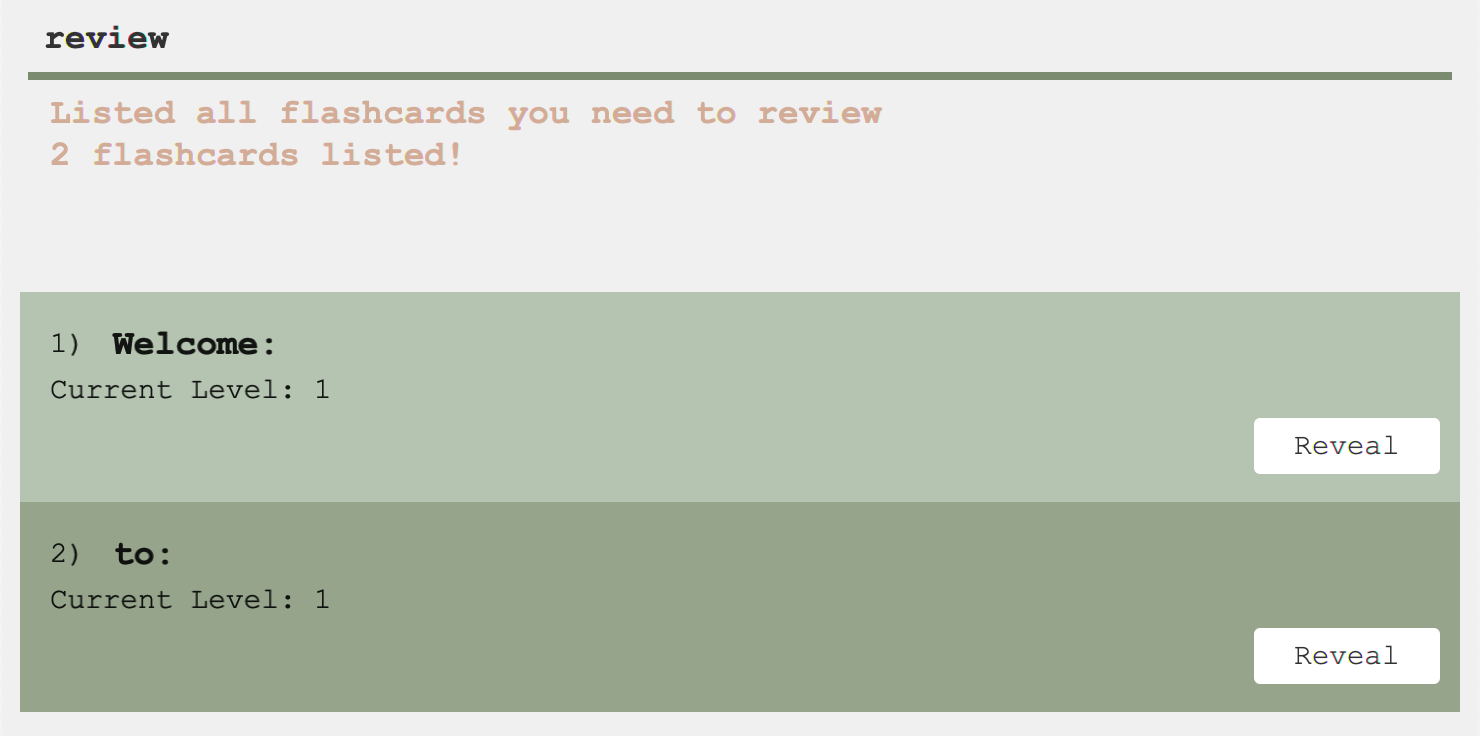 review
Listed all flashcards you need to review
2 flashcards listed!
1) Welcome:
Current Level: 1
Reveal
2) to:
Current Level: 1
Reveal